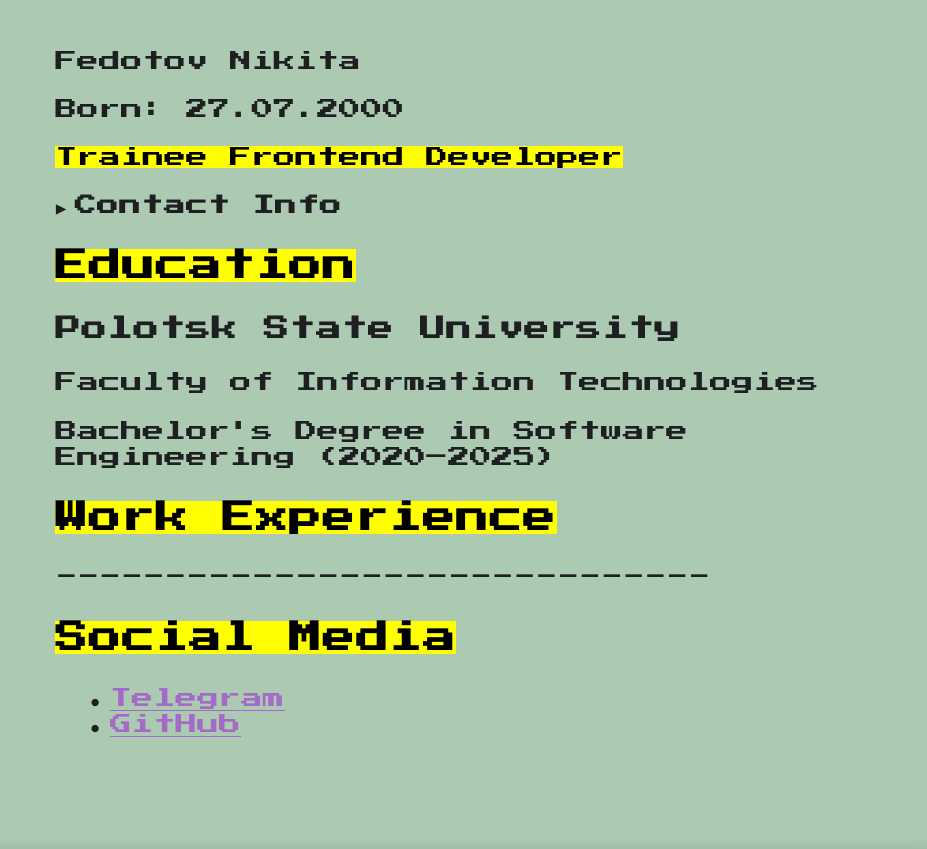 Fedotov Nikita
Born: 27.07.2000
Trainee Frontend Developer
Contact Info
Education
Polotsk State University
Faculty of Information Technologies
Bachelor's Degree in Software
Engineering (2020-2025)
Work Experience
------------------------------
Social Media
Telegram
GitHub